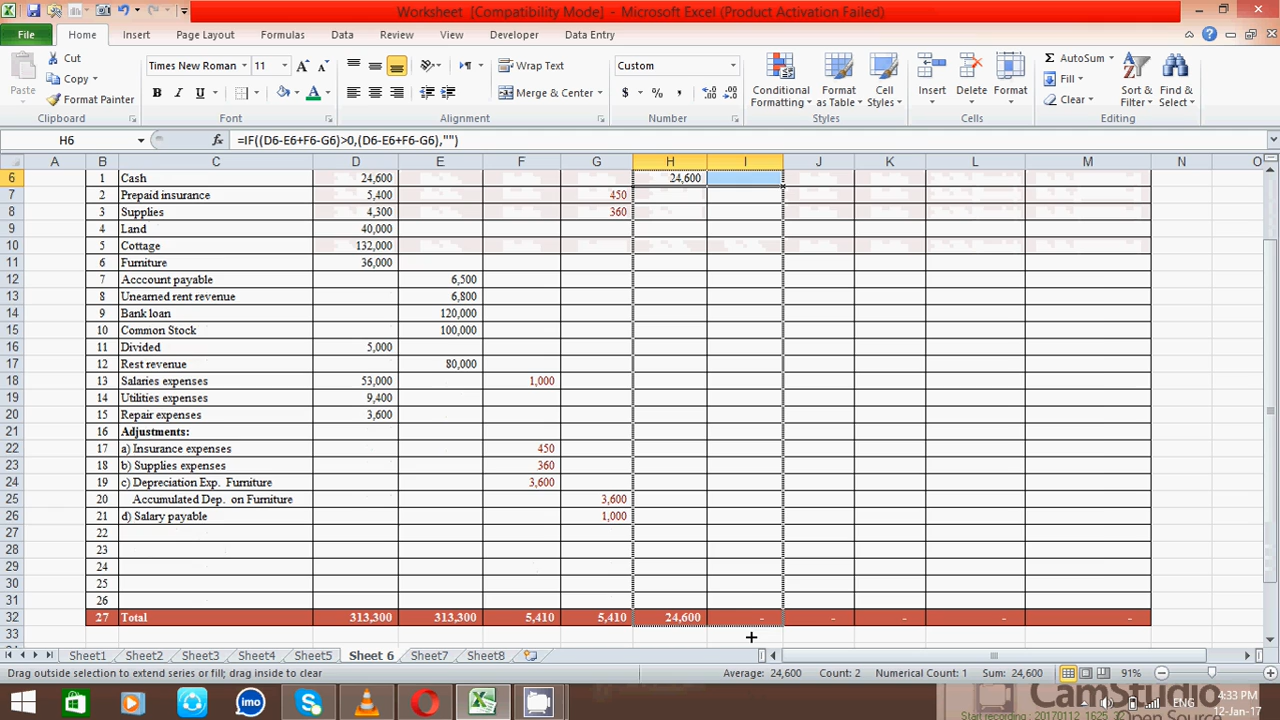 Worksheet [Compatibility Mode] - Microsoft Excel (Product Activation Failed)
File Home Insert Page Layout Formulas Data Review View Developer Data Entry
Cut Times New Roman 11 Wrap Text Custom AutoSum
Copy Fill
Format Painter Merge & Center Clear
Paste Conditional Formatting Format as Table Cell Styles Insert Delete Format Sort & Filter Find & Select
Clipboard Font Alignment Number Styles Cells Editing
H6 fx =IF((D6-E6+F6-G6)>0,(D6-E6+F6-G6),"")
A B C D E F G H I J K L M N O
6 1 Cash 24,600 24,600
7 2 Prepaid insurance 5,400 450
8 3 Supplies 4,300 360
9 4 Land 40,000
10 5 Cottage 132,000
11 6 Furniture 36,000
12 7 Acccount payable 6,500
13 8 Unearned rent revenue 6,800
14 9 Bank loan 120,000
15 10 Common Stock 100,000
16 11 Divided 5,000
17 12 Rest revenue 80,000
18 13 Salaries expenses 53,000 1,000
19 14 Utilities expenses 9,400
20 15 Repair expenses 3,600
21 16 Adjustments:
22 17 a) Insurance expenses 450
23 18 b) Supplies expenses 360
24 19 c) Depreciation Exp. Furniture 3,600
25 20 Accumulated Dep. on Furniture 3,600
26 21 d) Salary payable 1,000
27 22
28 23
29 24
30 25
31 26
32 27 Total 313,300 313,300 5,410 5,410 24,600 - - - - -
33
Sheet1 Sheet2 Sheet3 Sheet4 Sheet5 Sheet 6 Sheet7 Sheet8
Drag outside selection to extend series or fill; drag inside to clear Average: 24,600 Count: 2 Numerical Count: 1 Sum: 24,600 91%
imo CamStudio ENG 4:33 PM
Start recording : 20170112_1625_3 Open Source 12-Jan-17